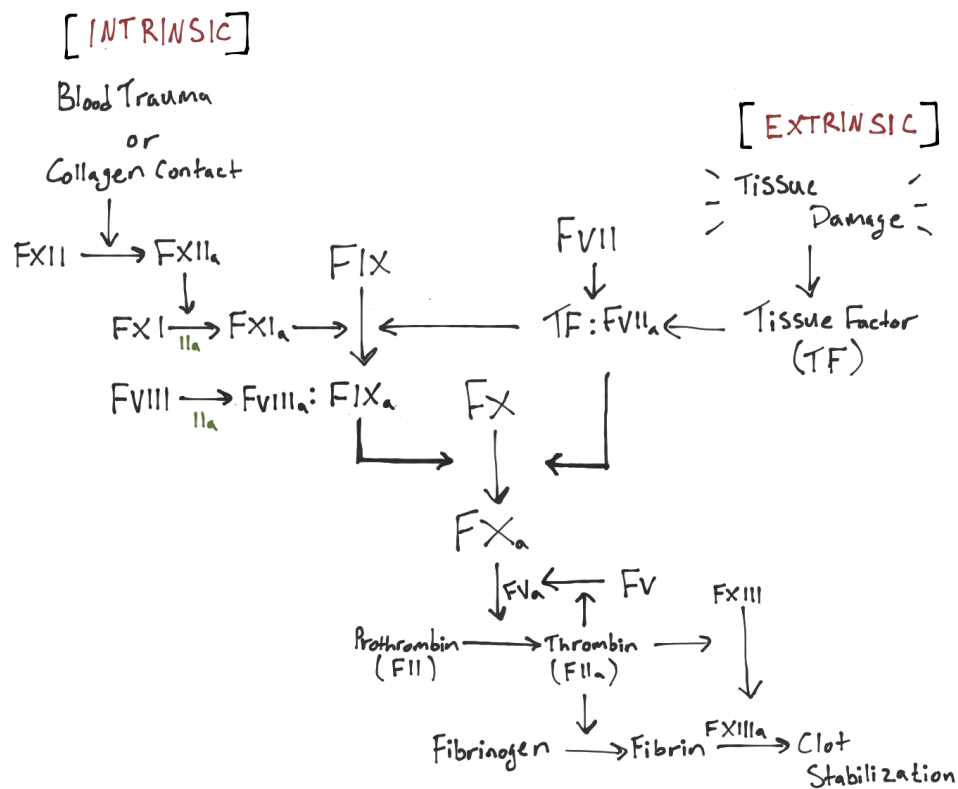 [INTRINSIC]
Blood Trauma
or
Collagen Contact
[EXTRINSIC]
Tissue
Damage
FXII FXIIa
FIX
FVII
FXI IIa FXIa
TF:FVIIa
Tissue Factor
(TF)
FVIII IIa FVIIIa: FIXa
FX
FXa
FVa FV
FXIII
Prothrombin
(FII)
Thrombin
(FIIa)
Fibrinogen Fibrin FXIIIa Clot
Stabilization